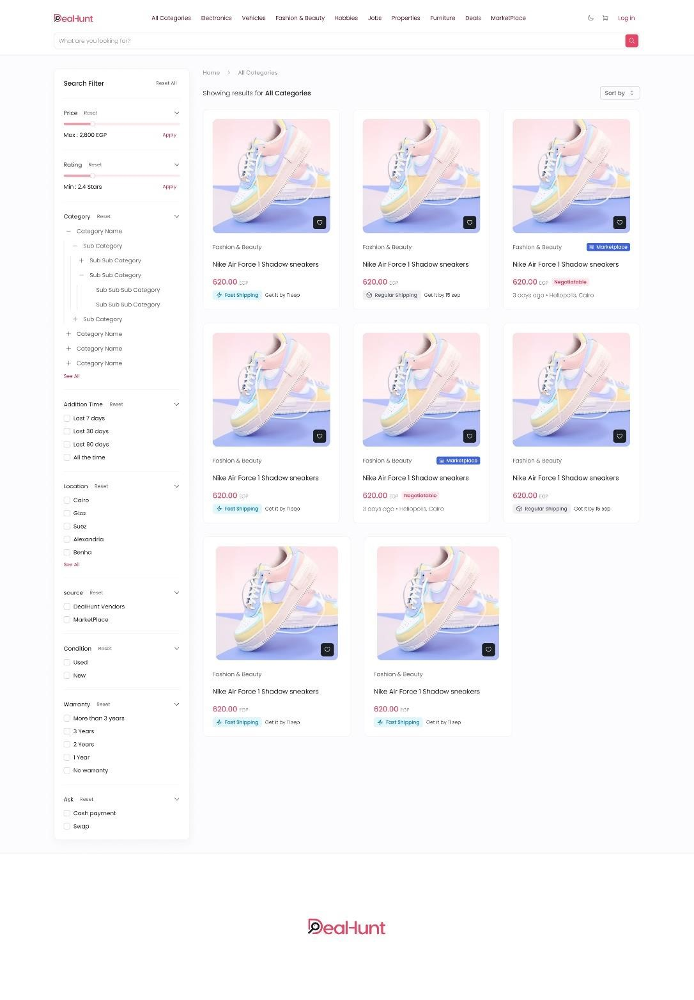 DealHunt
All Categories Electronics Vehicles Fashion & Beauty Hobbies Jobs Properties Furniture Deals MarketPlace
Log in
What are you looking for?
Search Filter Reset All
Price Reset
Max : 2,600 EGP Apply
Rating Reset
Min : 2.4 Stars Apply
Category Reset
Category Name
Sub Category
Sub Sub Category
Sub Sub Category
Sub Sub Sub Category
Sub Sub Sub Category
Sub Category
Category Name
Category Name
Category Name
See All
Addition Time Reset
Last 7 days
Last 30 days
Last 90 days
All the time
Location Reset
Cairo
Giza
Suez
Alexandria
Benha
See All
source Reset
DealHunt Vendors
MarketPlace
Condition Reset
Used
New
Warranty Reset
More than 3 years
3 Years
2 Years
1 Year
No warranty
Ask Reset
Cash payment
Swap
Home > All Categories
Showing results for All Categories
Sort by
Fashion & Beauty
Nike Air Force 1 Shadow sneakers
620.00 EGP
Fast Shipping Get it by 11 sep
Fashion & Beauty
Nike Air Force 1 Shadow sneakers
620.00 EGP
Regular Shipping Get it by 15 sep
Fashion & Beauty Marketplace
Nike Air Force 1 Shadow sneakers
620.00 EGP Negotiatable
3 days ago • Heliopolis, Cairo
Fashion & Beauty
Nike Air Force 1 Shadow sneakers
620.00 EGP
Fast Shipping Get it by 11 sep
Fashion & Beauty Marketplace
Nike Air Force 1 Shadow sneakers
620.00 EGP Negotiatable
3 days ago • Heliopolis, Cairo
Fashion & Beauty
Nike Air Force 1 Shadow sneakers
620.00 EGP
Regular Shipping Get it by 15 sep
Fashion & Beauty
Nike Air Force 1 Shadow sneakers
620.00 EGP
Fast Shipping Get it by 11 sep
Fashion & Beauty
Nike Air Force 1 Shadow sneakers
620.00 EGP
Fast Shipping Get it by 11 sep
DealHunt